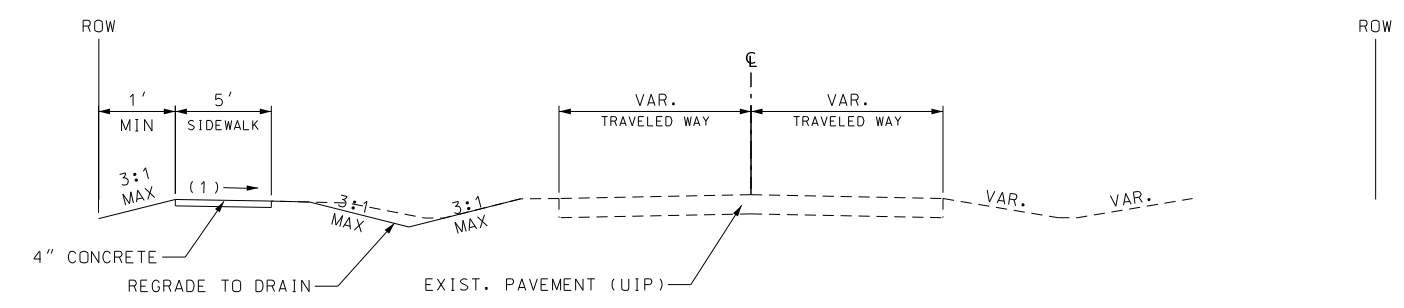 ROW
ROW
℄
1'
5'
VAR.
VAR.
MIN
SIDEWALK
TRAVELED WAY
TRAVELED WAY
3:1
MAX
(1)
3:1
MAX
3:1
MAX
VAR.
VAR.
4" CONCRETE
REGRADE TO DRAIN
EXIST. PAVEMENT (UIP)